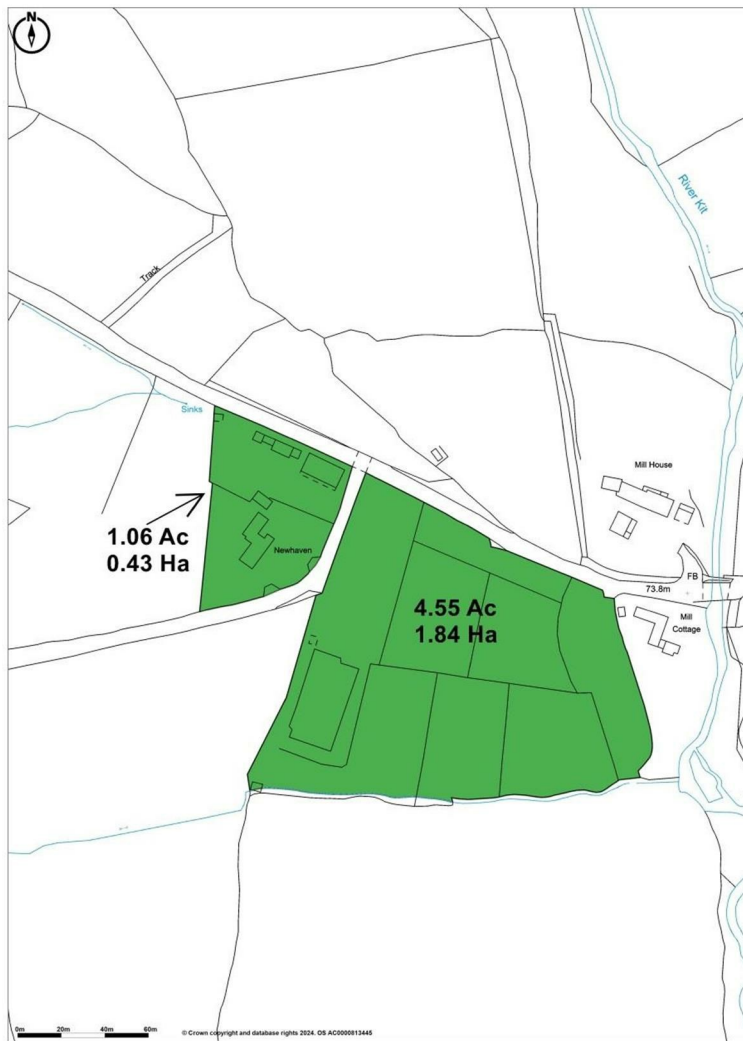 N
River Kit
Track
Sinks
Mill House
1.06 Ac
0.43 Ha
Newhaven
FB
73.8m
4.55 Ac
1.84 Ha
Mill
Cottage
0m 20m 40m 60m
© Crown copyright and database rights 2024. OS AC0000813445